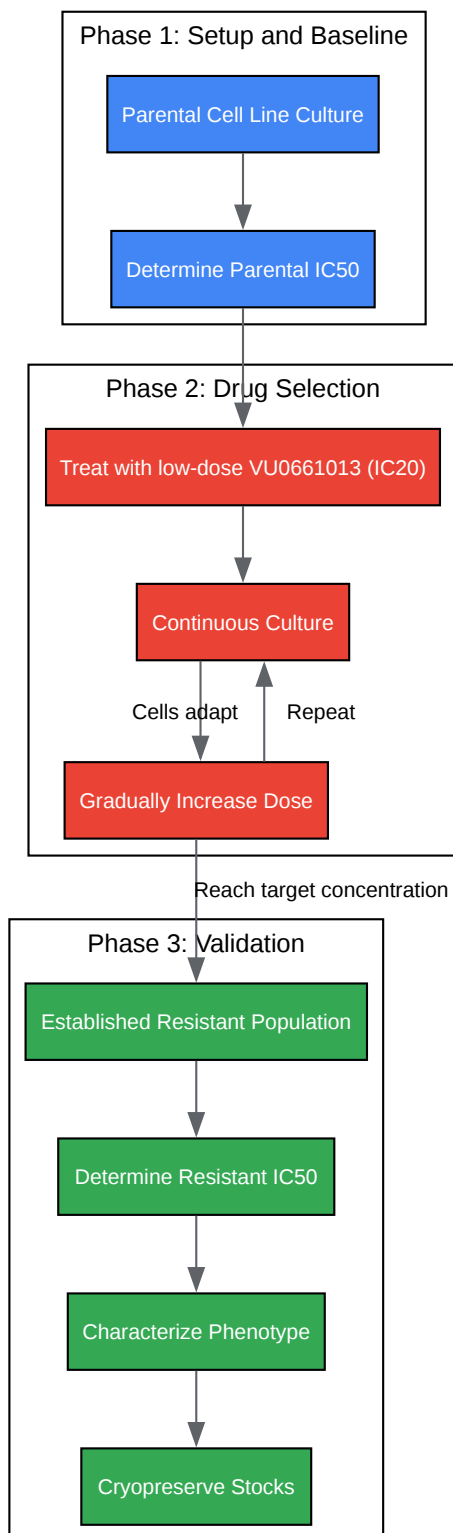 Phase 1: Setup and Baseline
Parental Cell Line Culture
Determine Parental IC50
Phase 2: Drug Selection
Treat with low-dose VU0661013 (IC20)
Continuous Culture
Cells adapt
Repeat
Gradually Increase Dose
Reach target concentration
Phase 3: Validation
Established Resistant Population
Determine Resistant IC50
Characterize Phenotype
Cryopreserve Stocks